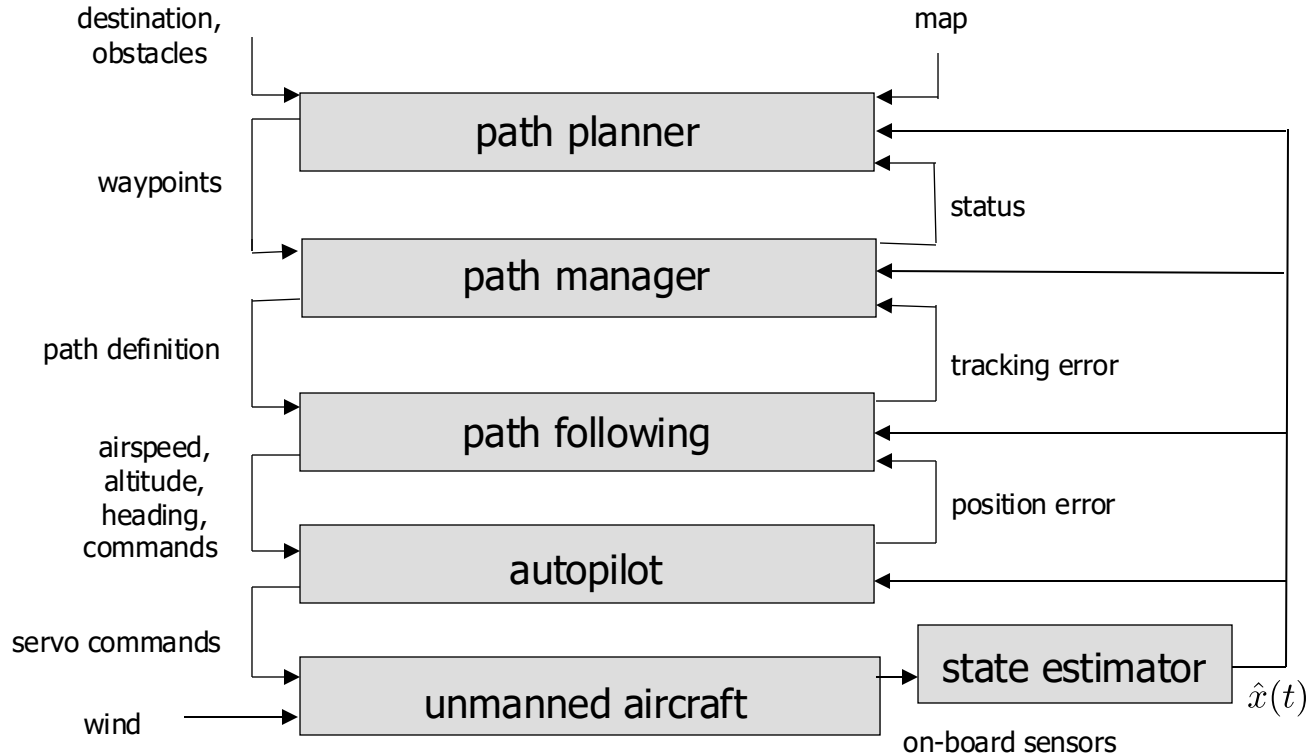 destination,
obstacles
map
path planner
waypoints
status
path manager
path definition
tracking error
path following
airspeed,
altitude,
heading,
commands
position error
autopilot
servo commands
state estimator
unmanned aircraft
x̂(t)
wind
on-board sensors